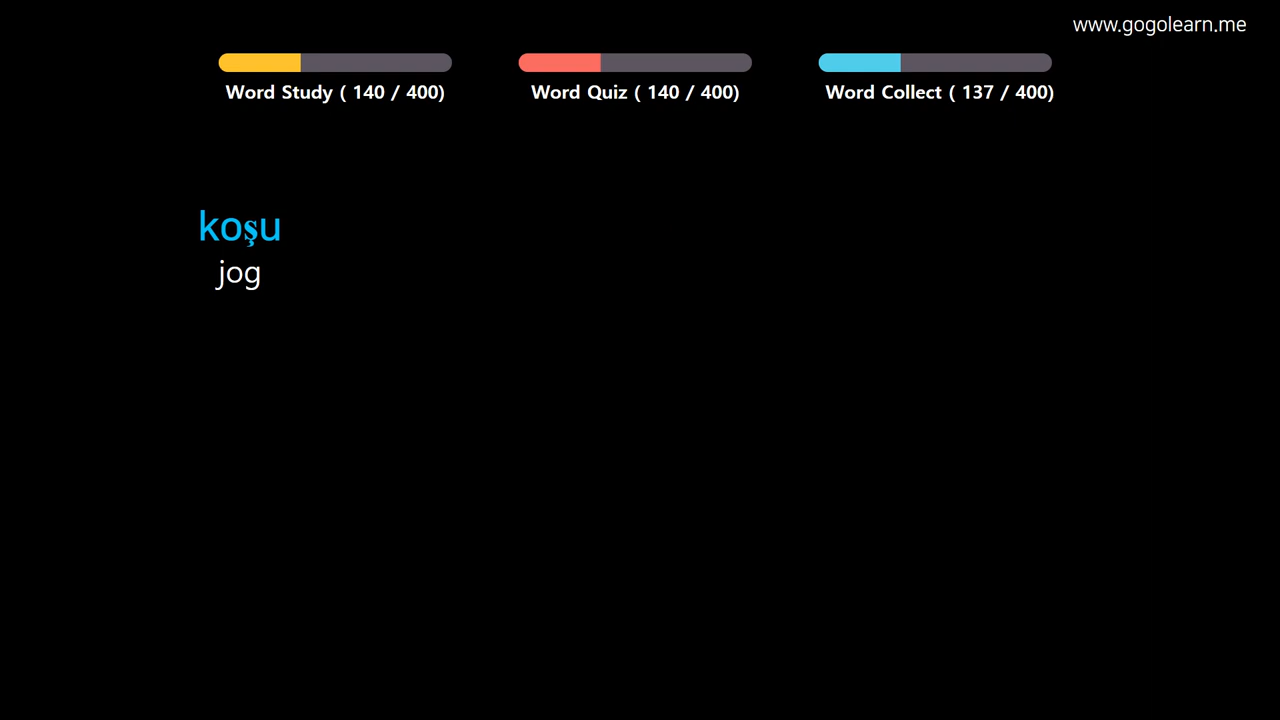 www.gogolearn.me
Word Study ( 140 / 400)
Word Quiz ( 140 / 400)
Word Collect ( 137 / 400)
koşu
jog